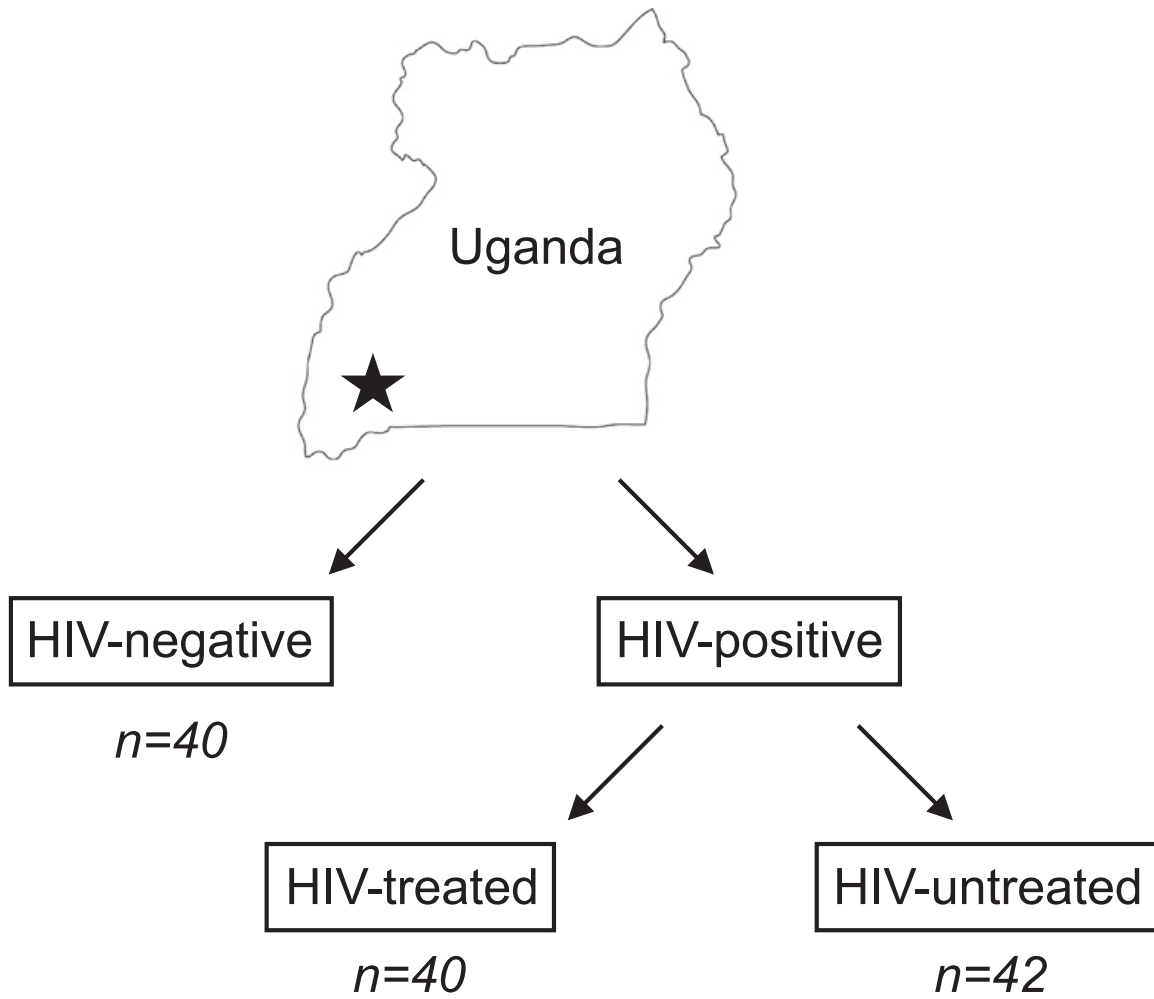 Uganda
HIV-negative
HIV-positive
n=40
HIV-treated
HIV-untreated
n=40
n=42